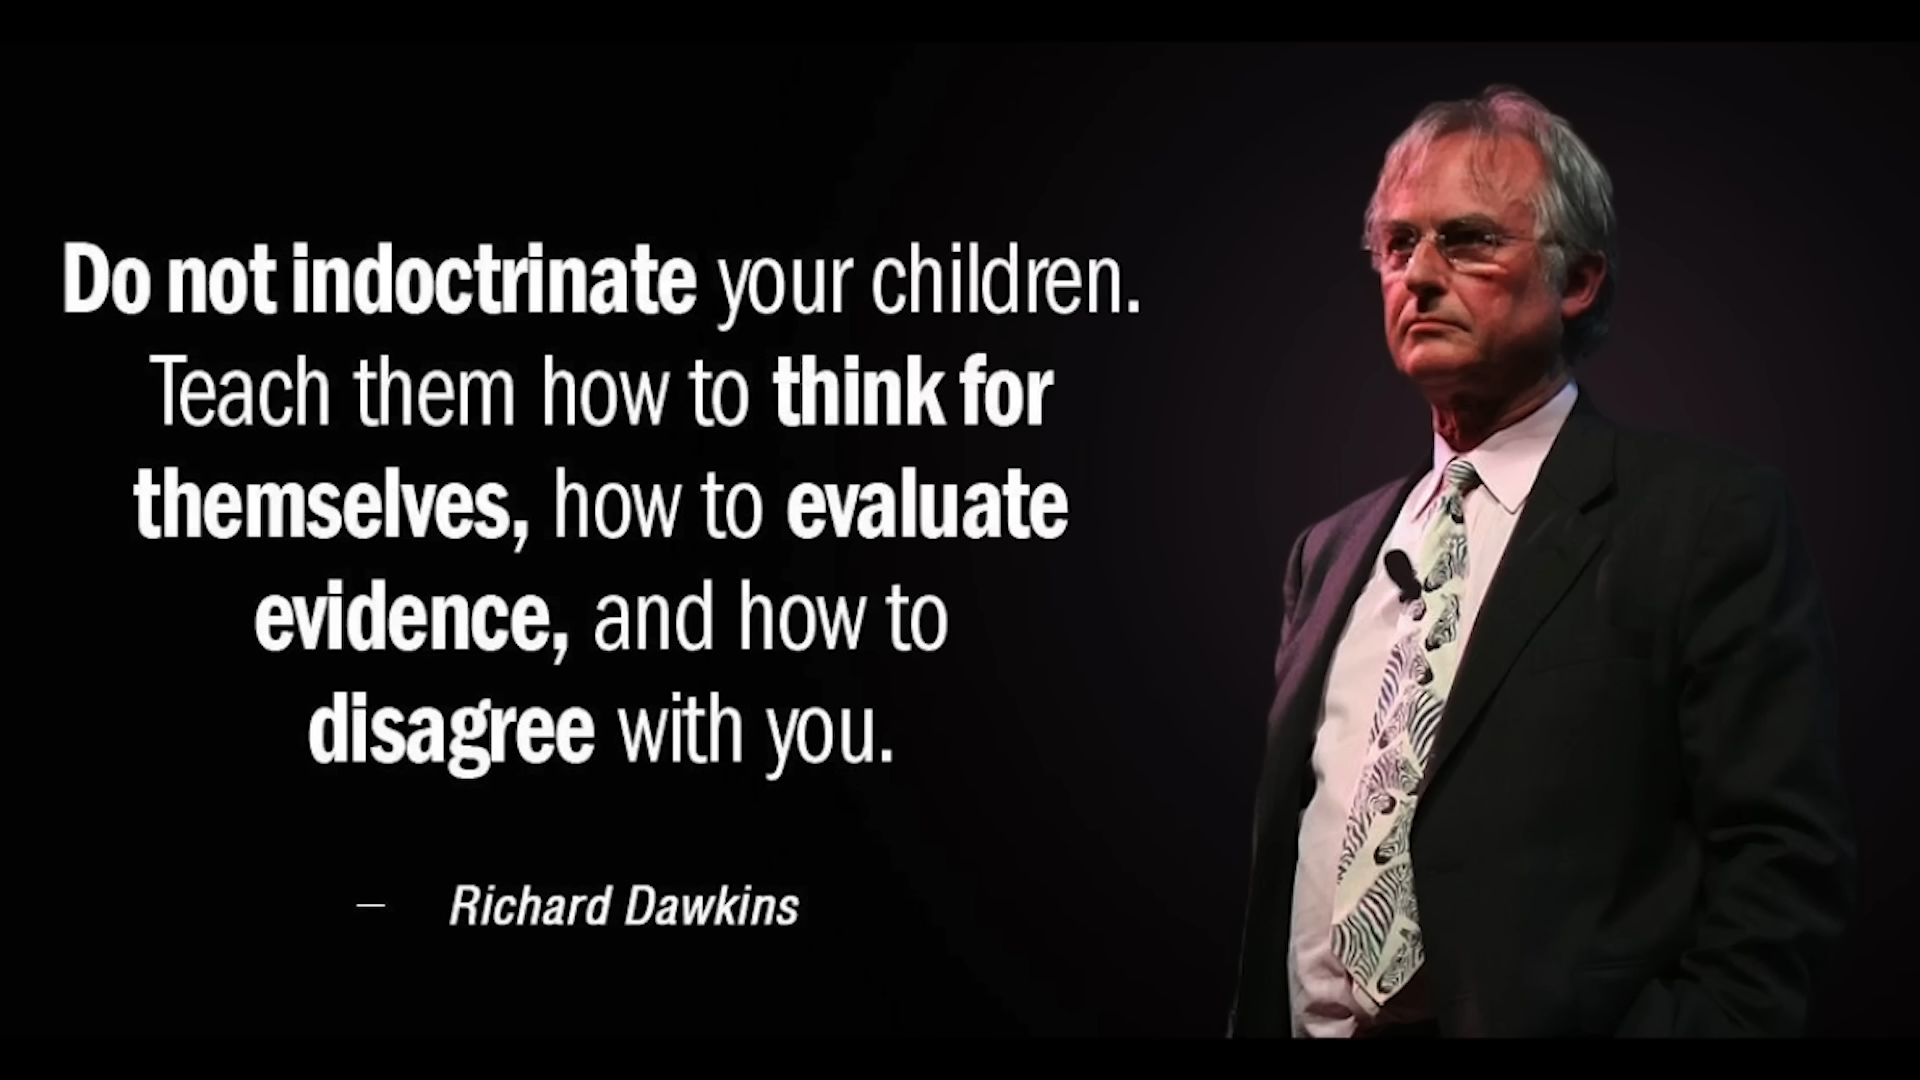 Do not indoctrinate your children.
Teach them how to think for
themselves, how to evaluate
evidence, and how to
disagree with you.
— Richard Dawkins